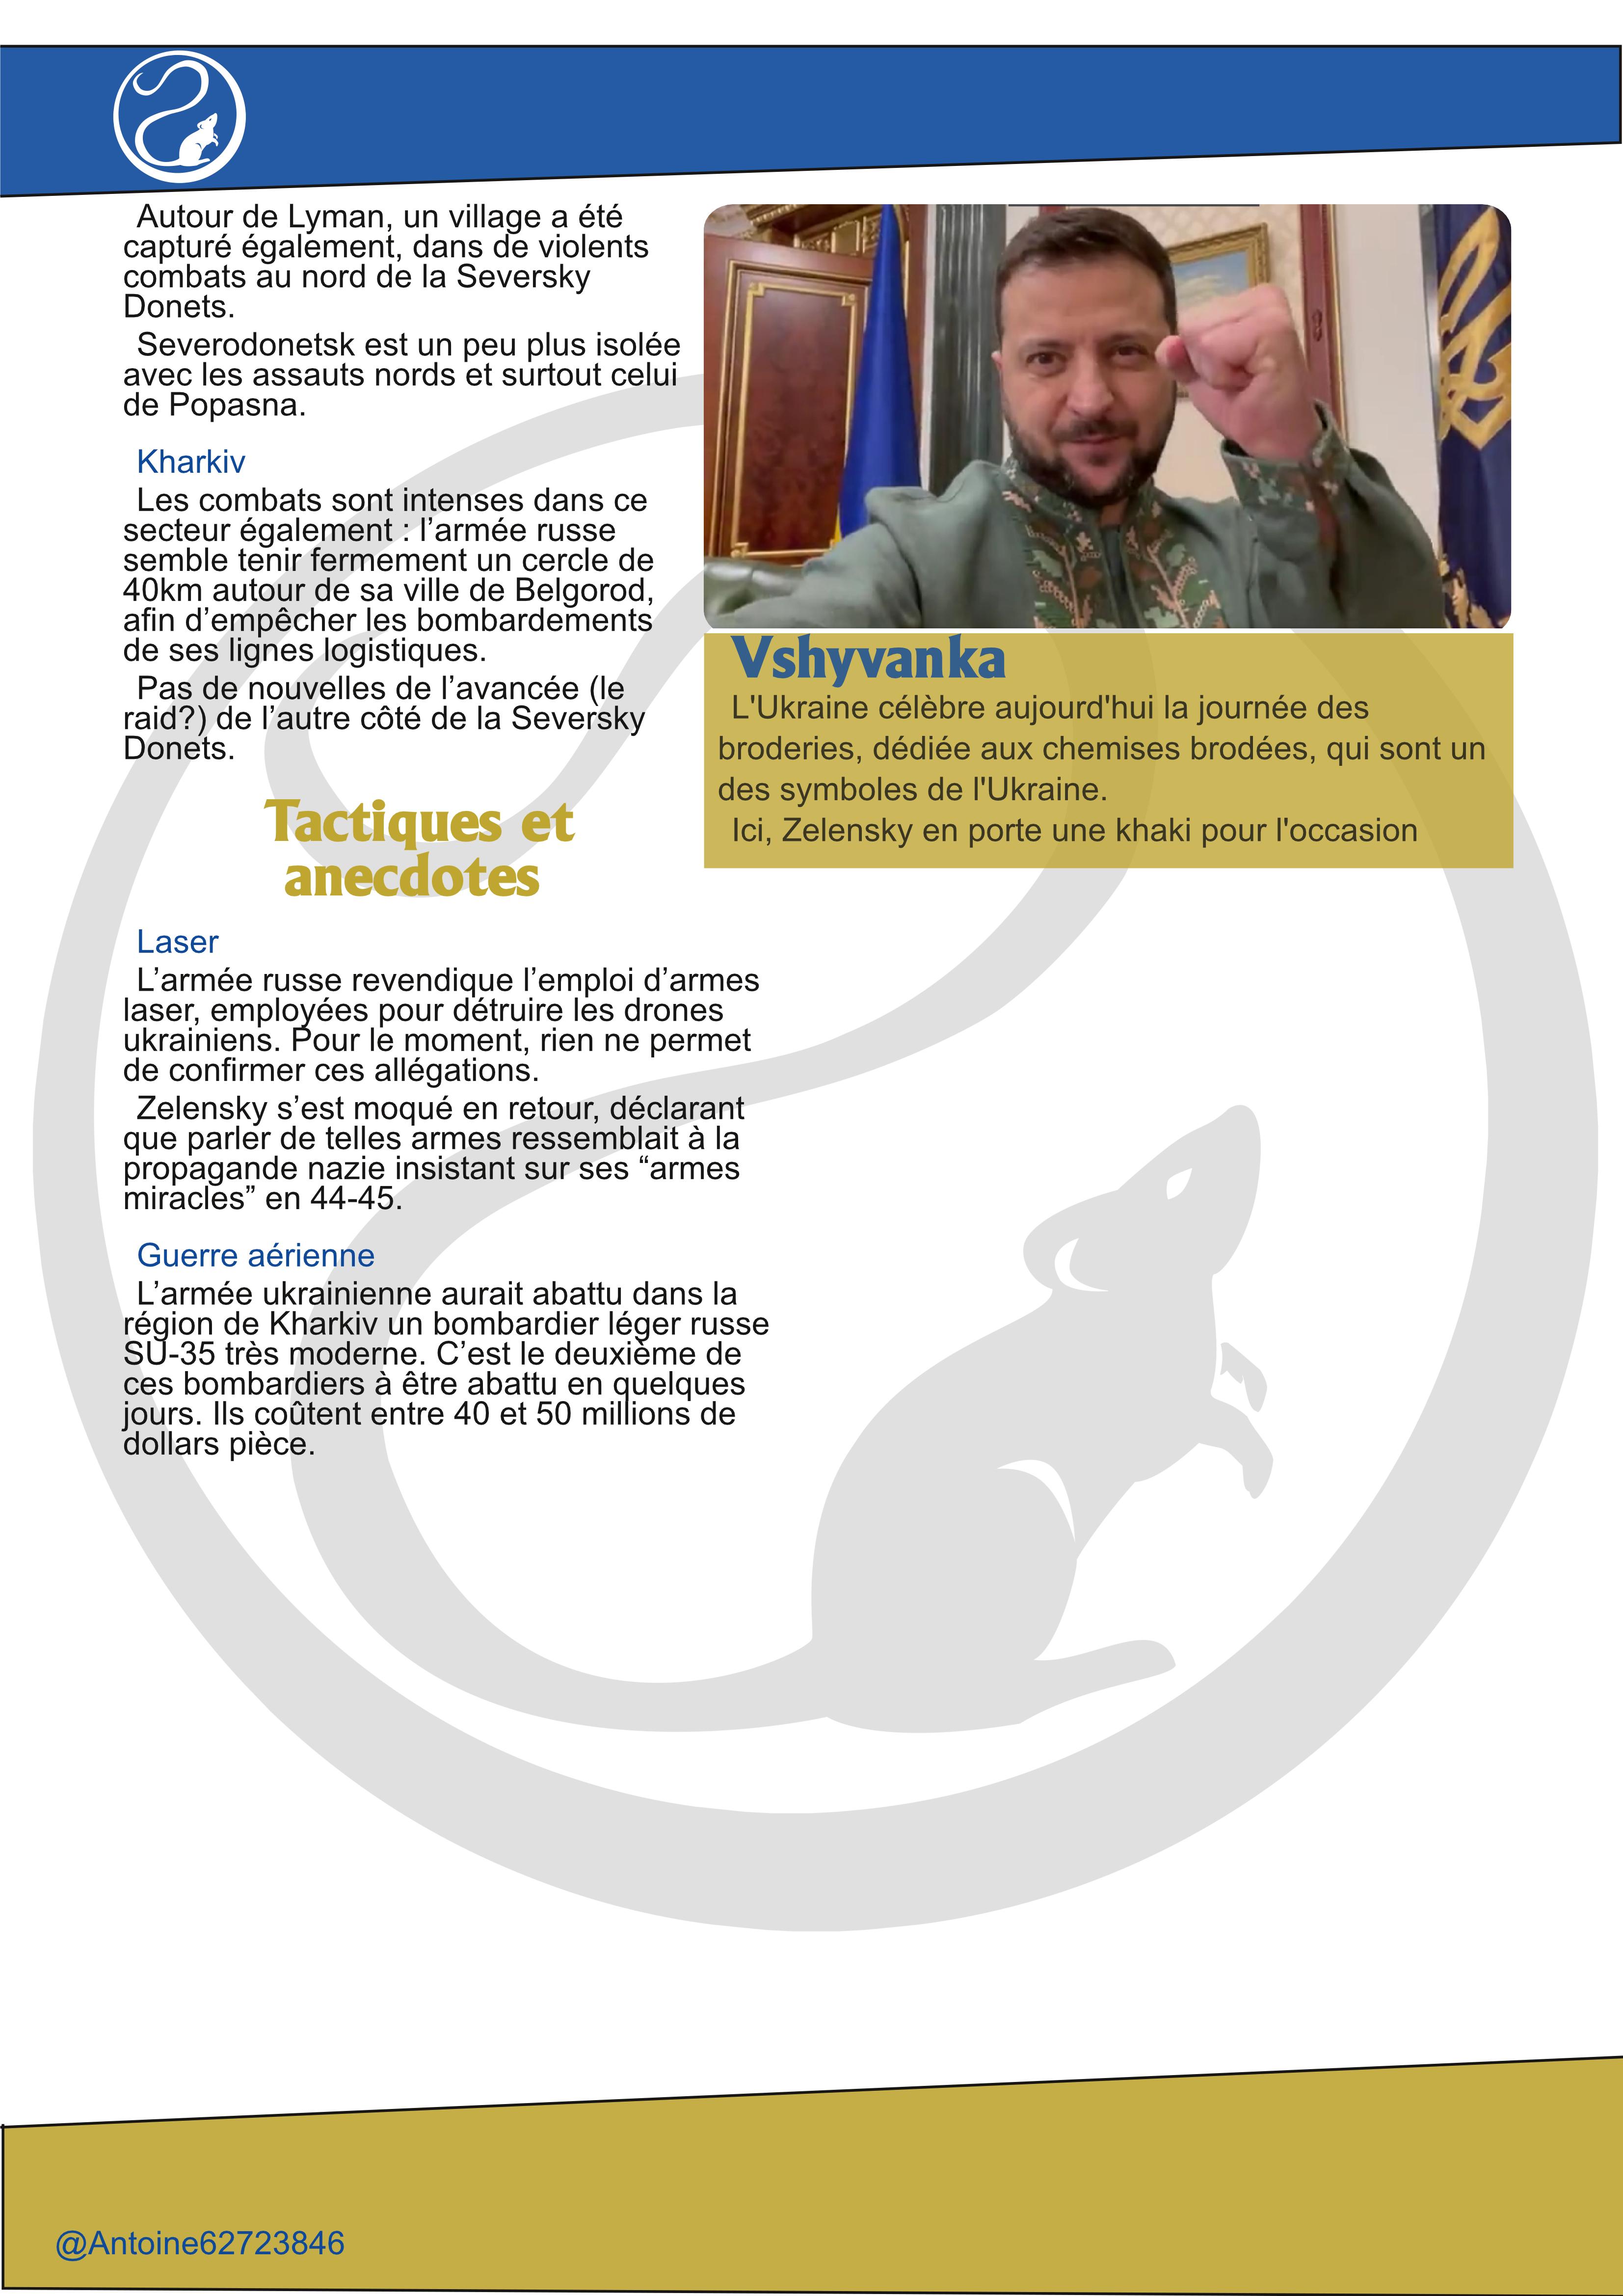 Autour de Lyman, un village a été
capturé également, dans de violents
combats au nord de la Seversky
Donets.
Severodonetsk est un peu plus isolée
avec les assauts nords et surtout celui
de Popasna.
Kharkiv
Les combats sont intenses dans ce
secteur également : l’armée russe
semble tenir fermement un cercle de
40km autour de sa ville de Belgorod,
afin d’empêcher les bombardements
de ses lignes logistiques.
Pas de nouvelles de l’avancée (le
raid?) de l’autre côté de la Seversky
Donets.
Tactiques et
anecdotes
Laser
L’armée russe revendique l’emploi d’armes
laser, employées pour détruire les drones
ukrainiens. Pour le moment, rien ne permet
de confirmer ces allégations.
Zelensky s’est moqué en retour, déclarant
que parler de telles armes ressemblait à la
propagande nazie insistant sur ses “armes
miracles” en 44-45.
Guerre aérienne
L’armée ukrainienne aurait abattu dans la
région de Kharkiv un bombardier léger russe
SU-35 très moderne. C’est le deuxième de
ces bombardiers à être abattu en quelques
jours. Ils coûtent entre 40 et 50 millions de
dollars pièce.
Vshyvanka
L'Ukraine célèbre aujourd'hui la journée des
broderies, dédiée aux chemises brodées, qui sont un
des symboles de l'Ukraine.
Ici, Zelensky en porte une khaki pour l'occasion
@Antoine62723846